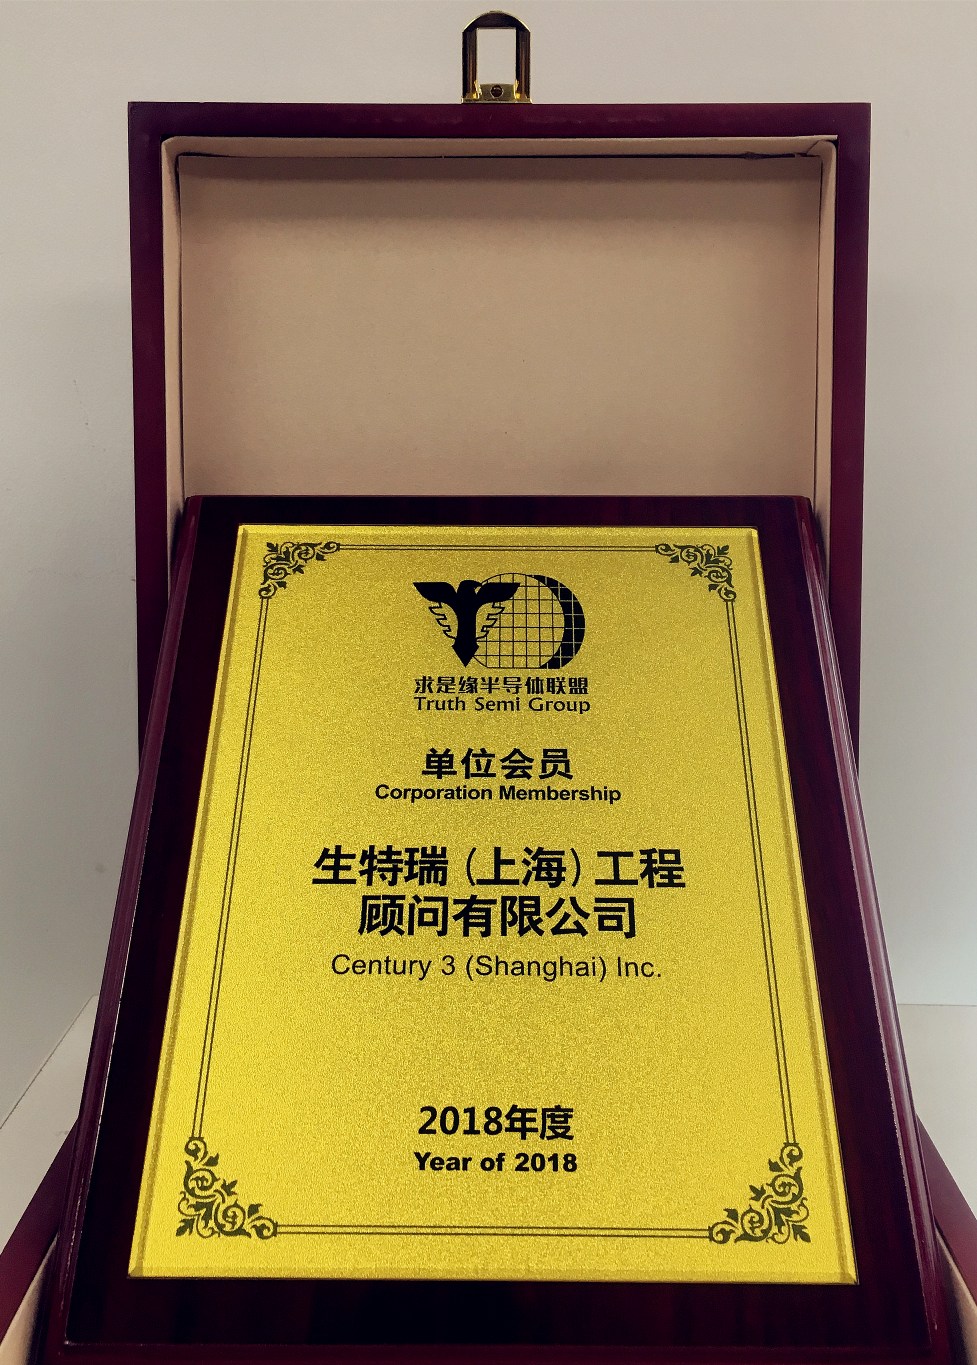 求是缘半导体联盟
Truth Semi Group
单位会员
Corporation Membership
生特瑞（上海）工程
顾问有限公司
Century 3 (Shanghai) Inc.
2018年度
Year of 2018